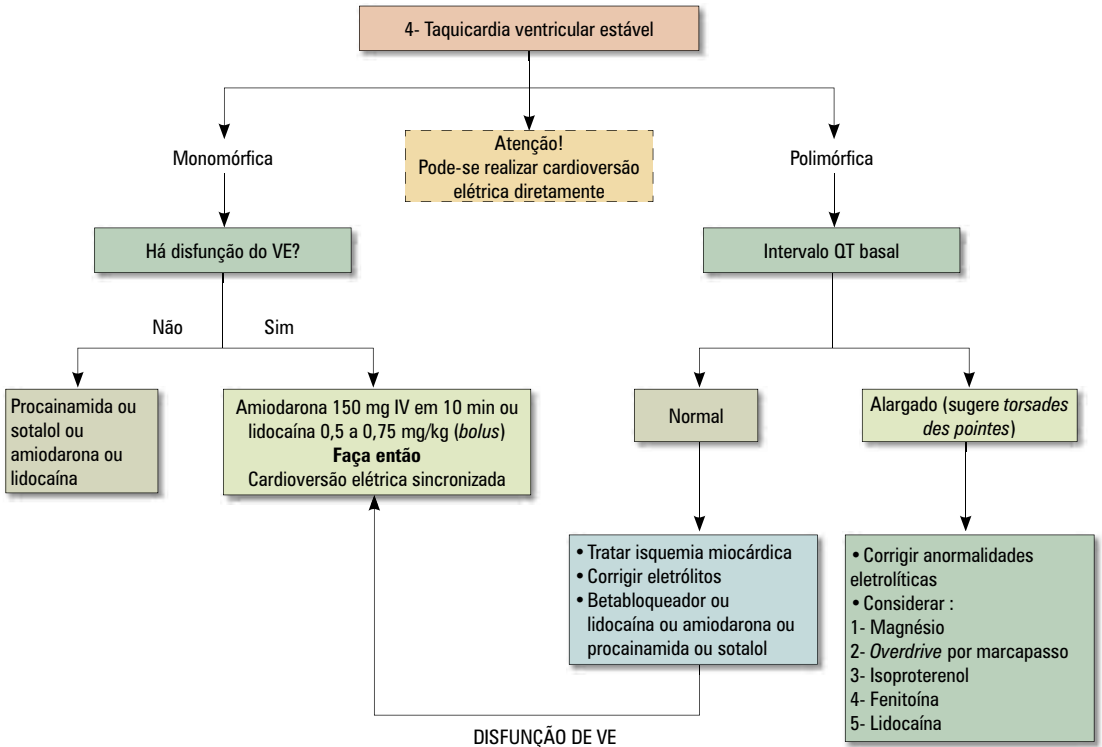 4- Taquicardia ventricular estável
Monomórfica
Atenção!
Pode-se realizar cardioversão
elétrica diretamente
Polimórfica
Há disfunção do VE?
Intervalo QT basal
Não
Sim
Procainamida ou
sotalol ou
amiodarona ou
lidocaína
Amiodarona 150 mg IV em 10 min ou
lidocaína 0,5 a 0,75 mg/kg (bolus)
Faça então
Cardioversão elétrica sincronizada
Normal
Alargado (sugere torsades
des pointes)
• Tratar isquemia miocárdica
• Corrigir eletrólitos
• Betabloqueador ou
lidocaína ou amiodarona ou
procainamida ou sotalol
• Corrigir anormalidades
eletrolíticas
• Considerar :
1- Magnésio
2- Overdrive por marcapasso
3- Isoproterenol
4- Fenitoína
5- Lidocaína
DISFUNÇÃO DE VE